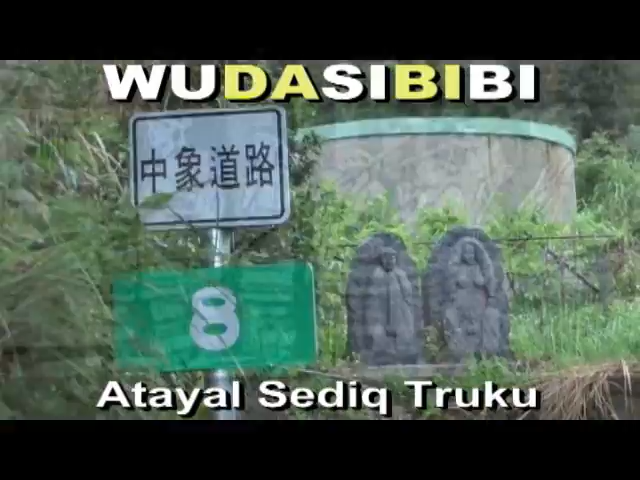 WUDASIBIBI
中象道路
8
Atayal Sediq Truku